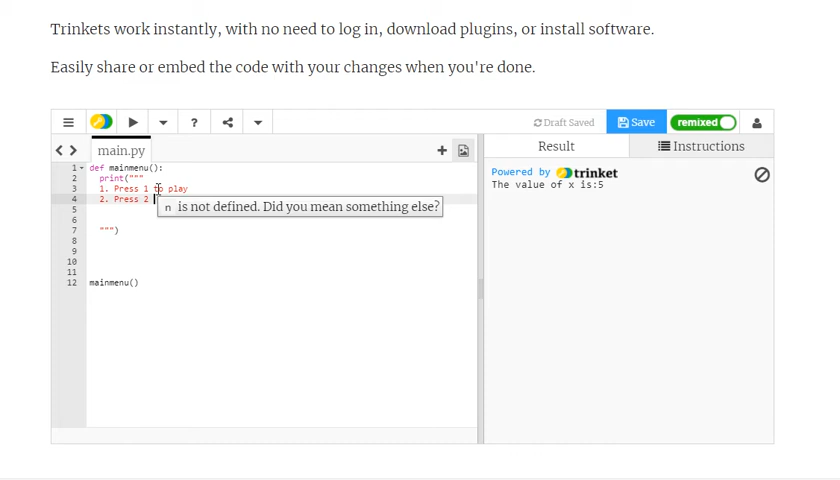 Trinkets work instantly, with no need to log in, download plugins, or install software.
Easily share or embed the code with your changes when you're done.
? Draft Saved Save remixed
main.py + Result Instructions
1 def mainmenu():
2 print("""
3 1. Press 1 to play
4 2. Press 2
n is not defined. Did you mean something else?
5
6
7 """)
8
9
10
11
12 mainmenu()
Powered by trinket
The value of x is:5